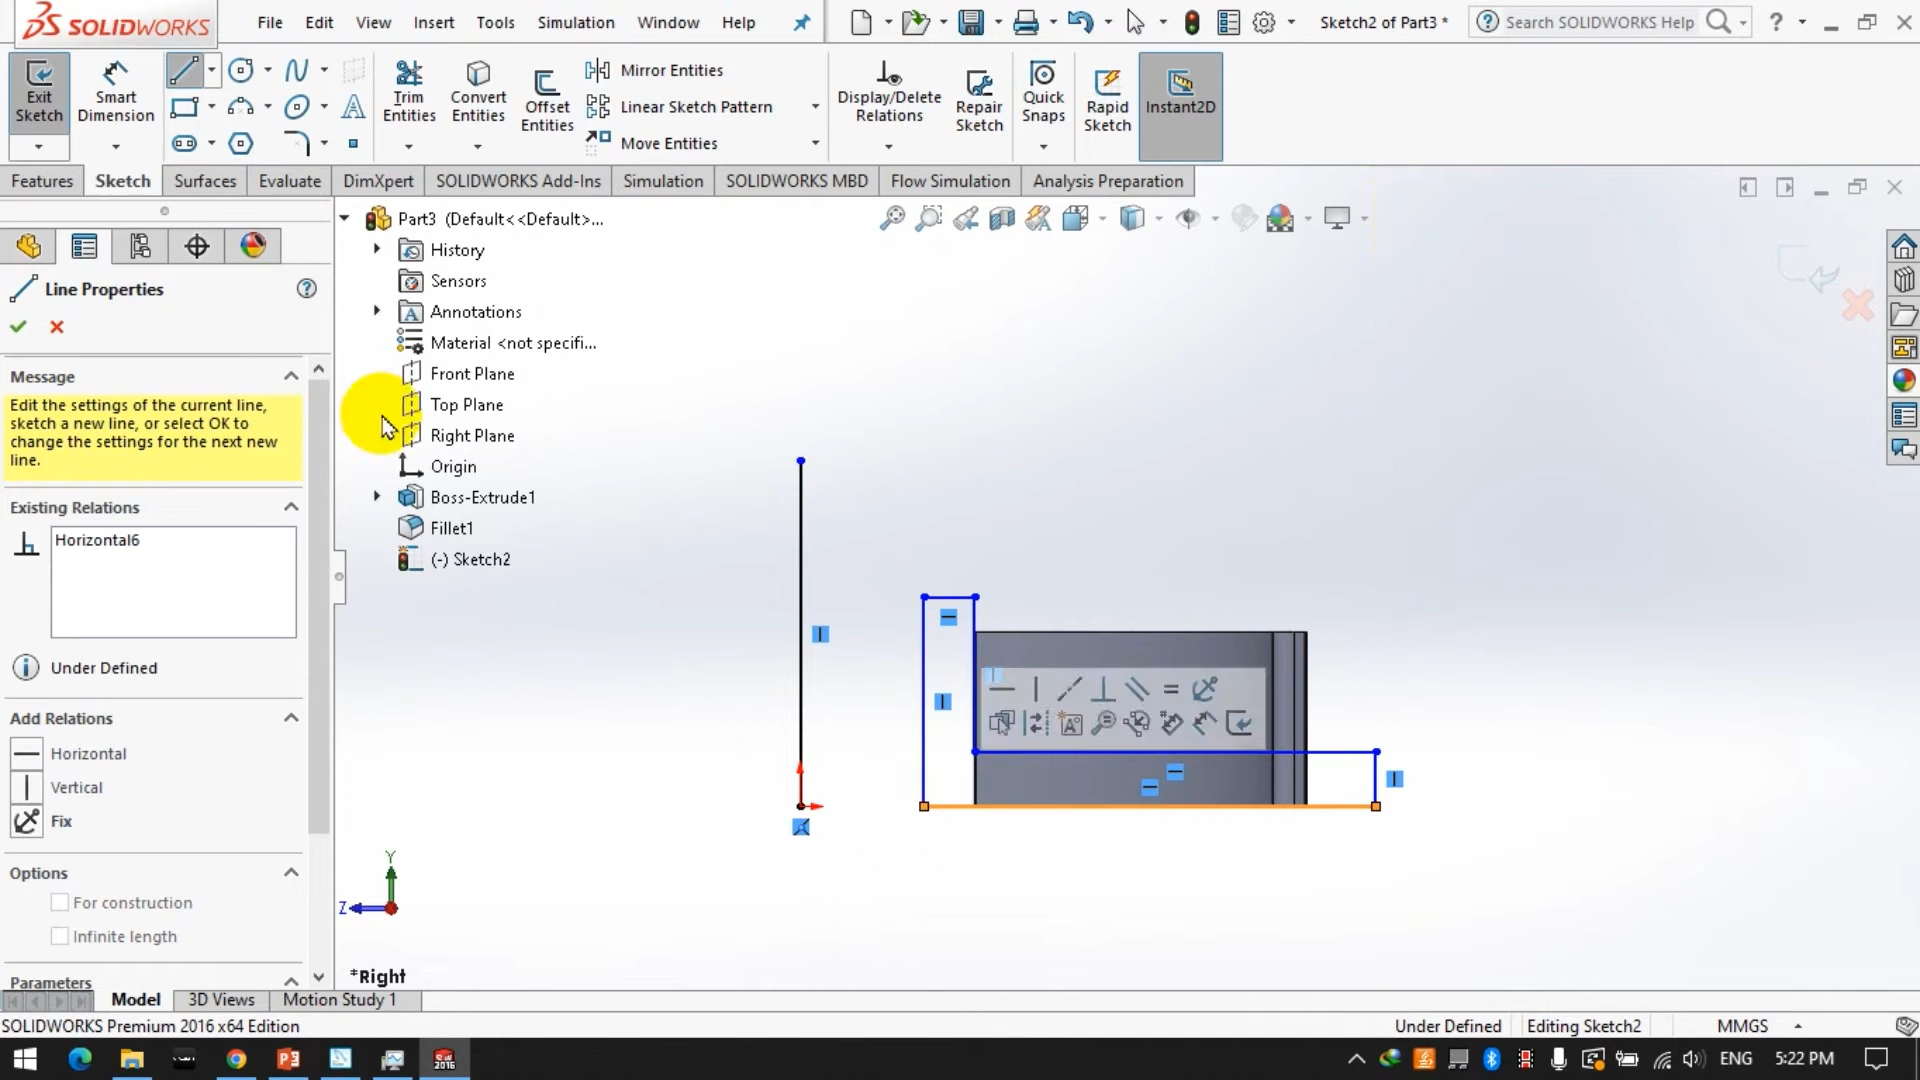 SOLIDWORKS
File Edit View Insert Tools Simulation Window Help
Sketch2 of Part3 *
Search SOLIDWORKS Help
Exit Sketch
Smart Dimension
Trim Entities
Convert Entities
Offset Entities
Mirror Entities
Linear Sketch Pattern
Move Entities
Display/Delete Relations
Repair Sketch
Quick Snaps
Rapid Sketch
Instant2D
Features Sketch Surfaces Evaluate DimXpert SOLIDWORKS Add-Ins Simulation SOLIDWORKS MBD Flow Simulation Analysis Preparation
Line Properties
Message
Edit the settings of the current line,
sketch a new line, or select OK to
change the settings for the next new
line.
Existing Relations
Horizontal6
Under Defined
Add Relations
Horizontal
Vertical
Fix
Options
For construction
Infinite length
Parameters
Part3 (Default<<Default>...
History
Sensors
Annotations
Material <not specifi...
Front Plane
Top Plane
Right Plane
Origin
Boss-Extrude1
Fillet1
(-) Sketch2
Y
Z
*Right
Model 3D Views Motion Study 1
SOLIDWORKS Premium 2016 x64 Edition
Under Defined Editing Sketch2 MMGS
ENG 5:22 PM